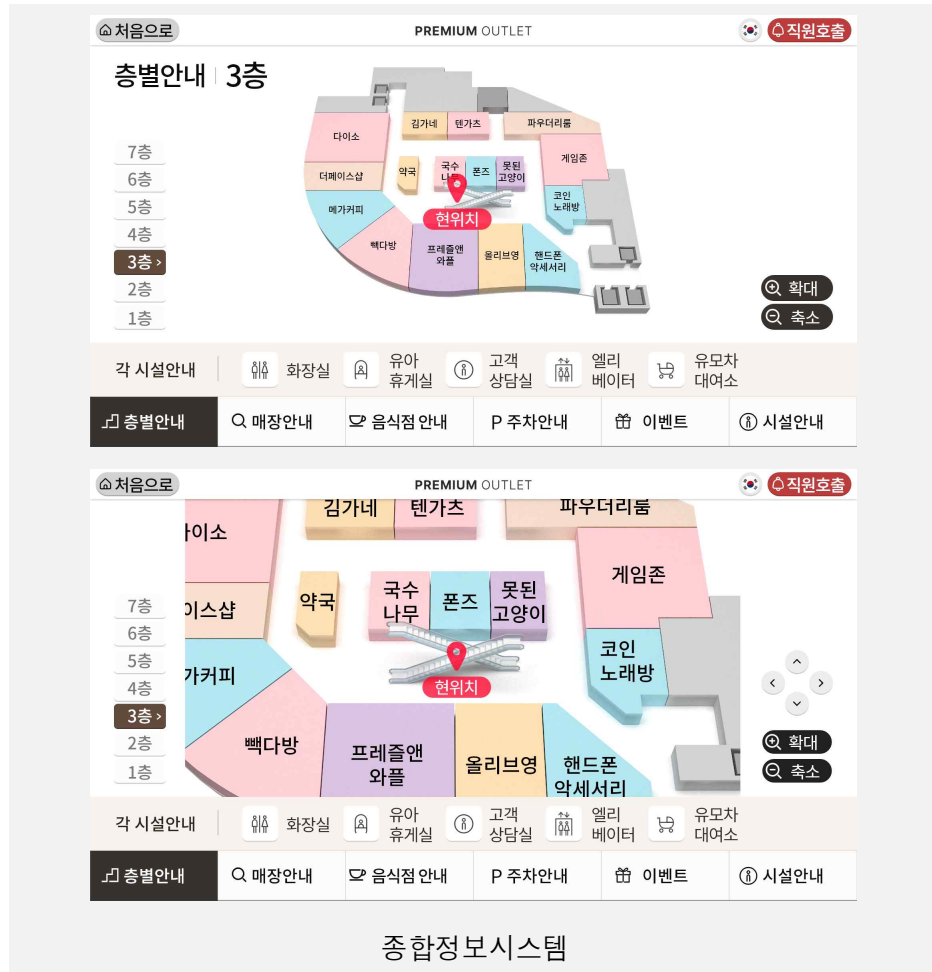 처음으로
PREMIUM OUTLET
직원호출
층별안내 3층
7층
6층
5층
4층
3층 >
2층
1층
김가네
텐가츠
파우더리룸
다이소
게임존
더페이스샵
약국
국수
나무
폰즈
못된
고양이
코인
노래방
메가커피
현위치
빽다방
프레즐앤
와플
올리브영
핸드폰
악세서리
확대
축소
각 시설안내
화장실
유아
휴게실
고객
상담실
엘리
베이터
유모차
대여소
층별안내
매장안내
음식점 안내
P 주차안내
이벤트
시설안내
처음으로
PREMIUM OUTLET
직원호출
김가네
텐가츠
파우더리룸
다이소
게임존
7층
6층
5층
4층
3층 >
2층
1층
이스샵
약국
국수
나무
폰즈
못된
고양이
코인
노래방
가커피
현위치
빽다방
프레즐앤
와플
올리브영
핸드폰
악세서리
확대
축소
각 시설안내
화장실
유아
휴게실
고객
상담실
엘리
베이터
유모차
대여소
층별안내
매장안내
음식점 안내
P 주차안내
이벤트
시설안내
종합정보시스템